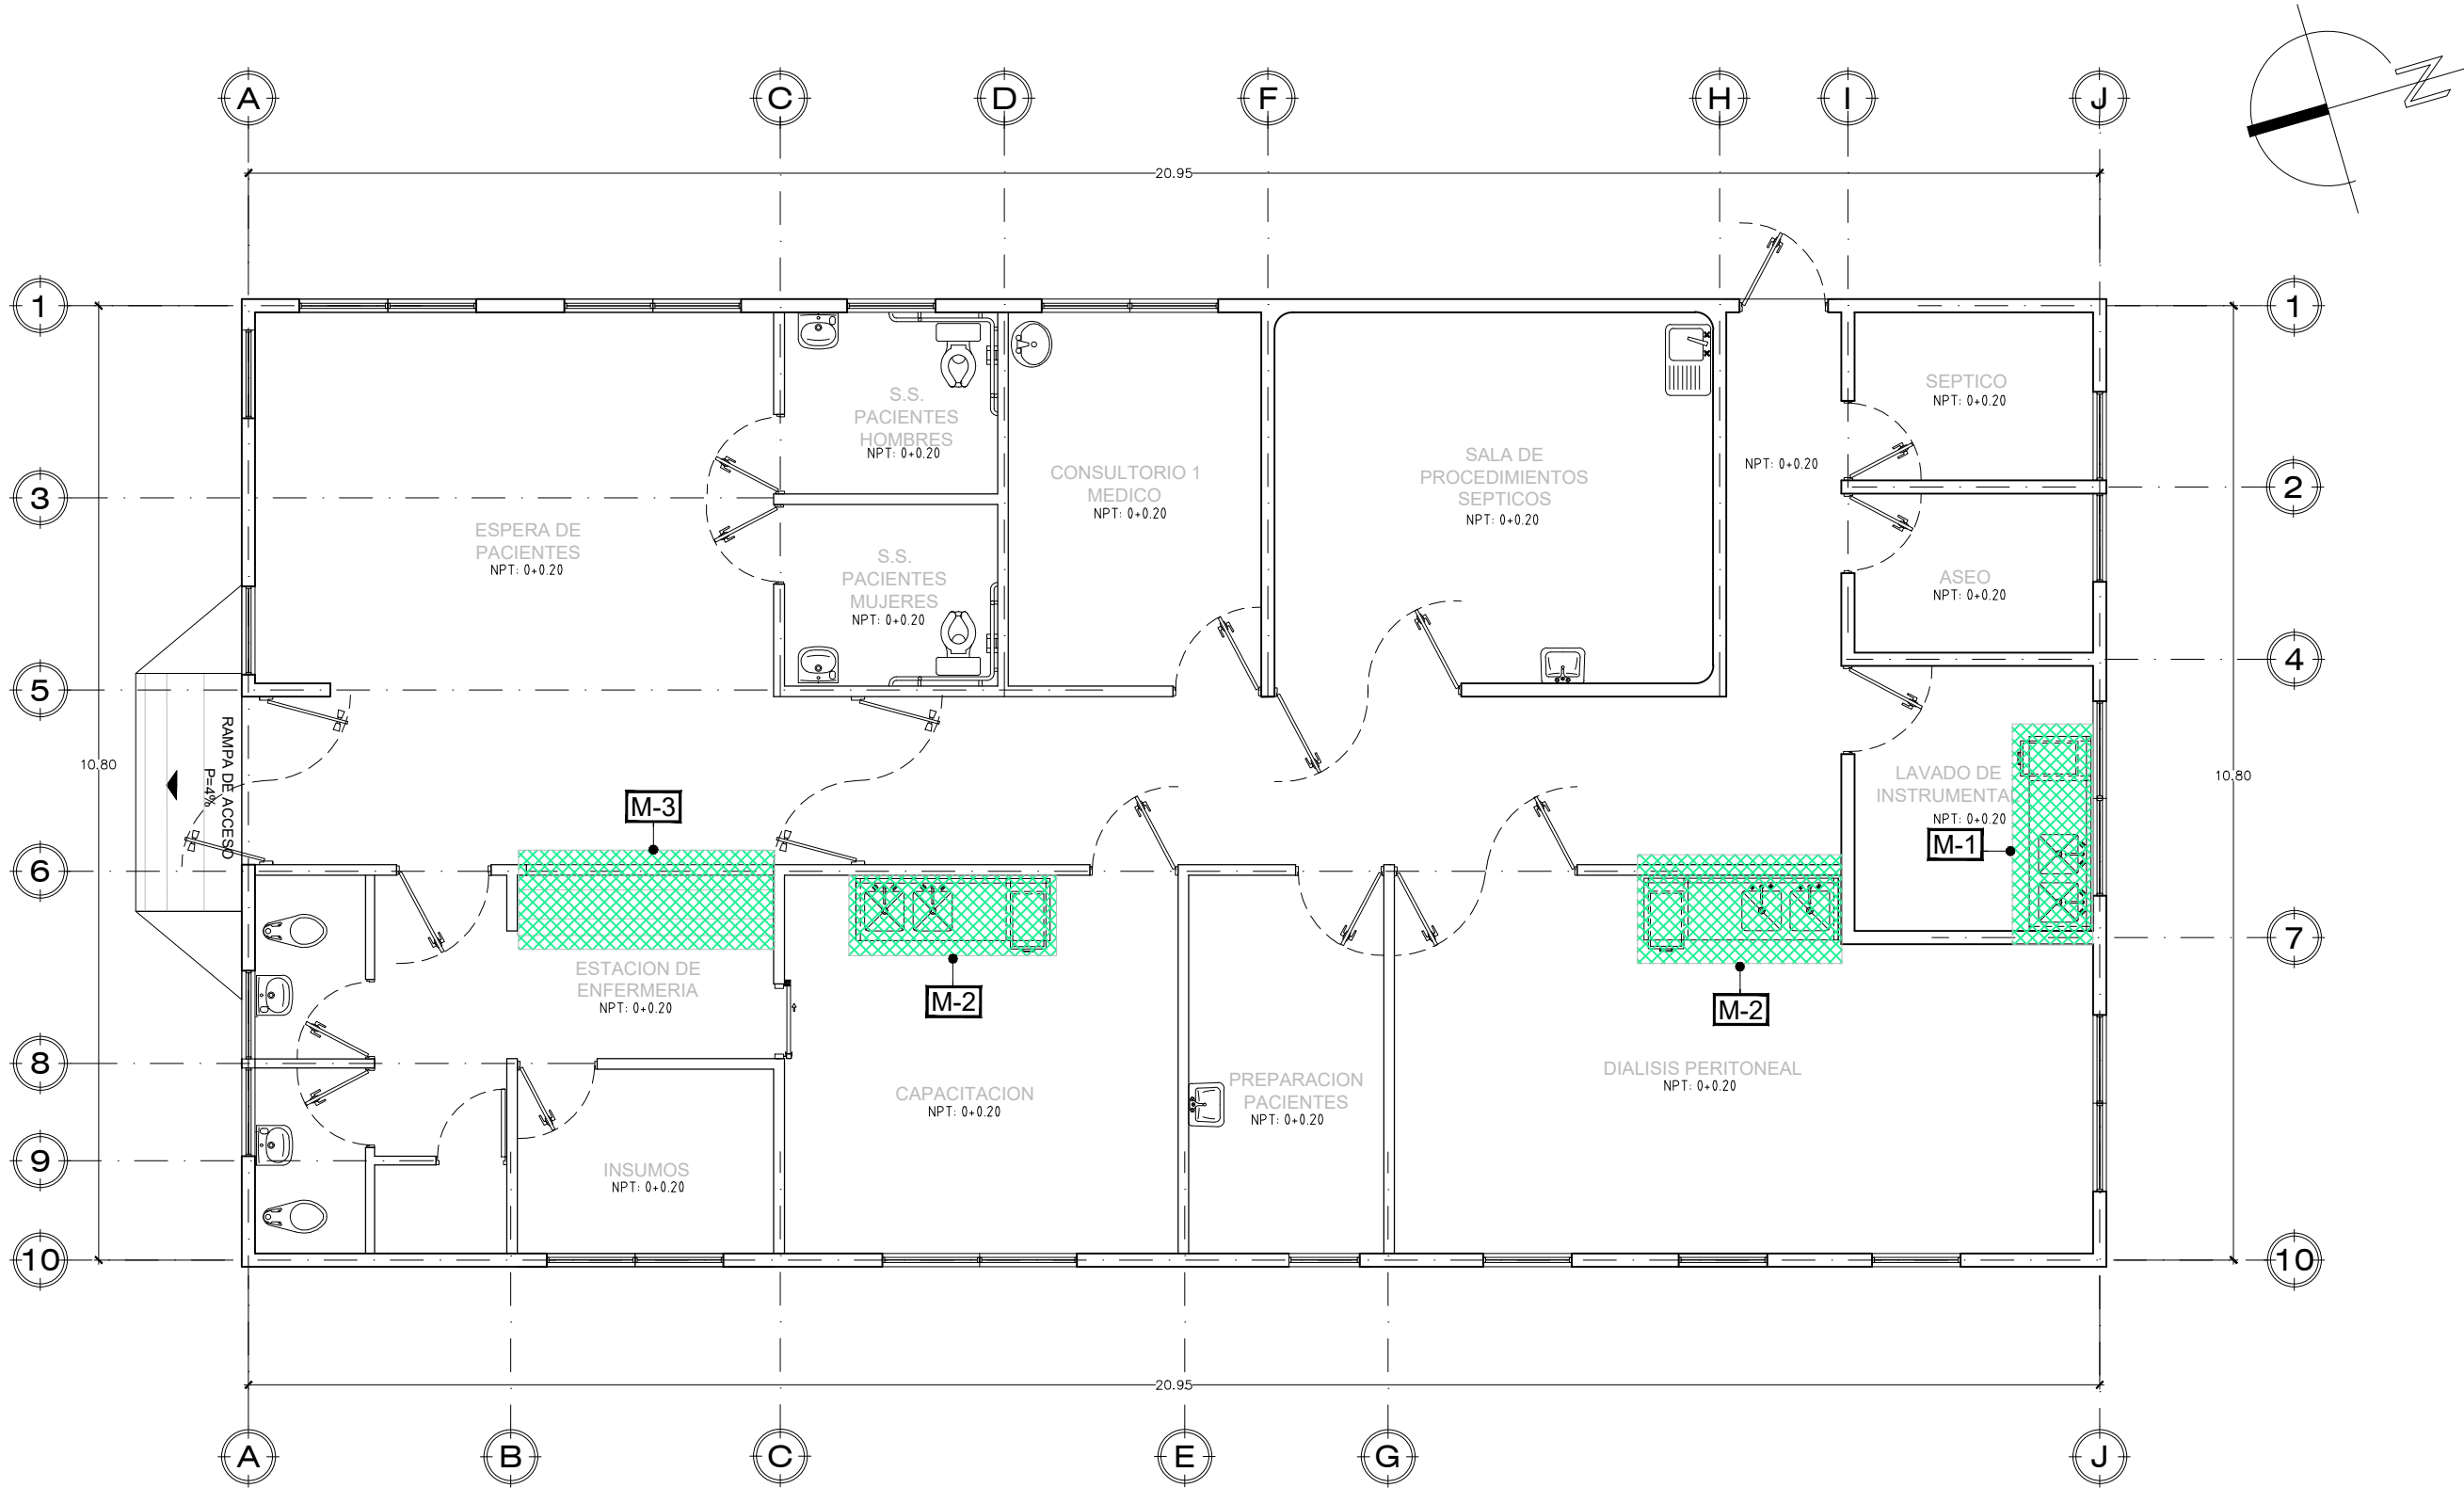 N
A
C
D
F
H
I
J
20.95
1
1
3
2
5
4
6
7
8
9
10
10
10.80
10.80
S.S.
PACIENTES
HOMBRES
NPT: 0+0.20
SEPTICO
NPT: 0+0.20
CONSULTORIO 1
MEDICO
NPT: 0+0.20
SALA DE
PROCEDIMIENTOS
SEPTICOS
NPT: 0+0.20
NPT: 0+0.20
ESPERA DE
PACIENTES
NPT: 0+0.20
S.S.
PACIENTES
MUJERES
NPT: 0+0.20
ASEO
NPT: 0+0.20
RAMPA DE ACCESO
P=4%
M-3
LAVADO DE
INSTRUMENTA
NPT: 0+0.20
M-1
ESTACION DE
ENFERMERIA
NPT: 0+0.20
M-2
M-2
CAPACITACION
NPT: 0+0.20
PREPARACION
PACIENTES
NPT: 0+0.20
DIALISIS PERITONEAL
NPT: 0+0.20
INSUMOS
NPT: 0+0.20
20.95
A
B
C
E
G
J